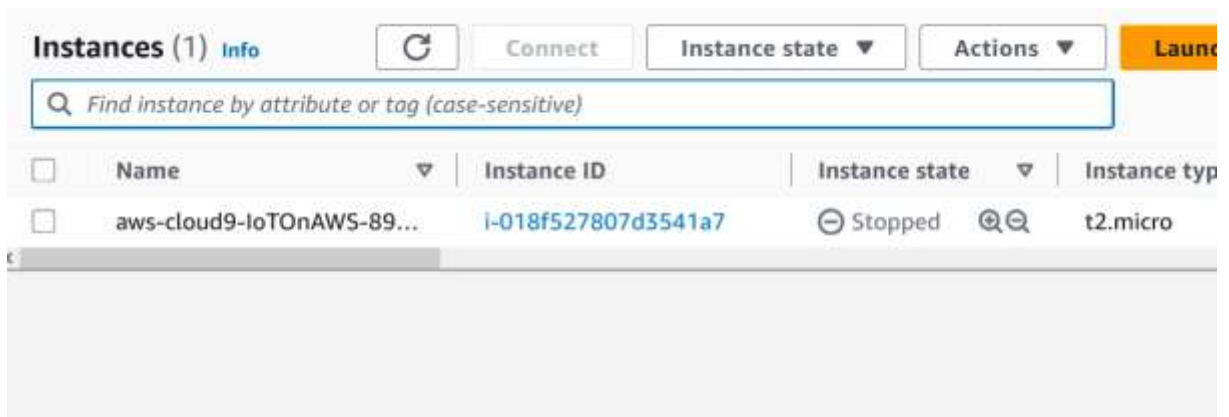 Instances (1) Info Connect Instance state Actions Launc
Find instance by attribute or tag (case-sensitive)
Name Instance ID Instance state Instance typ
aws-cloud9-IoTOnAWS-89... i-018f527807d3541a7 Stopped t2.micro